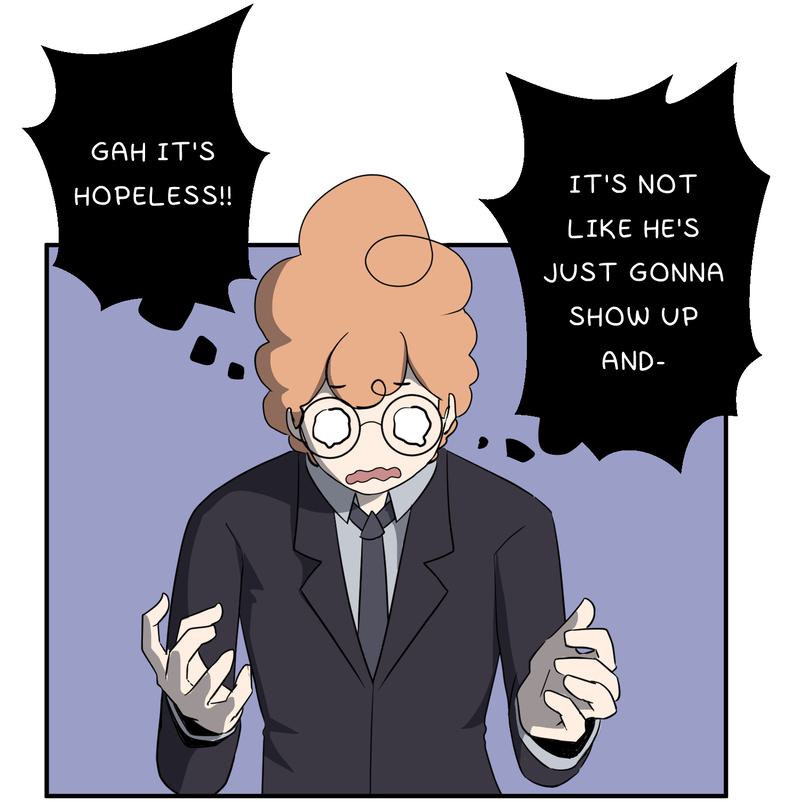 GAH IT'S
HOPELESS!!
IT'S NOT
LIKE HE'S
JUST GONNA
SHOW UP
AND-